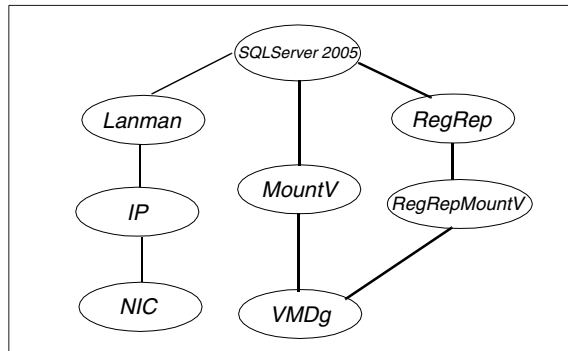 SQLServer 2005
Lanman
RegRep
MountV
RegRepMountV
IP
NIC
VMDg